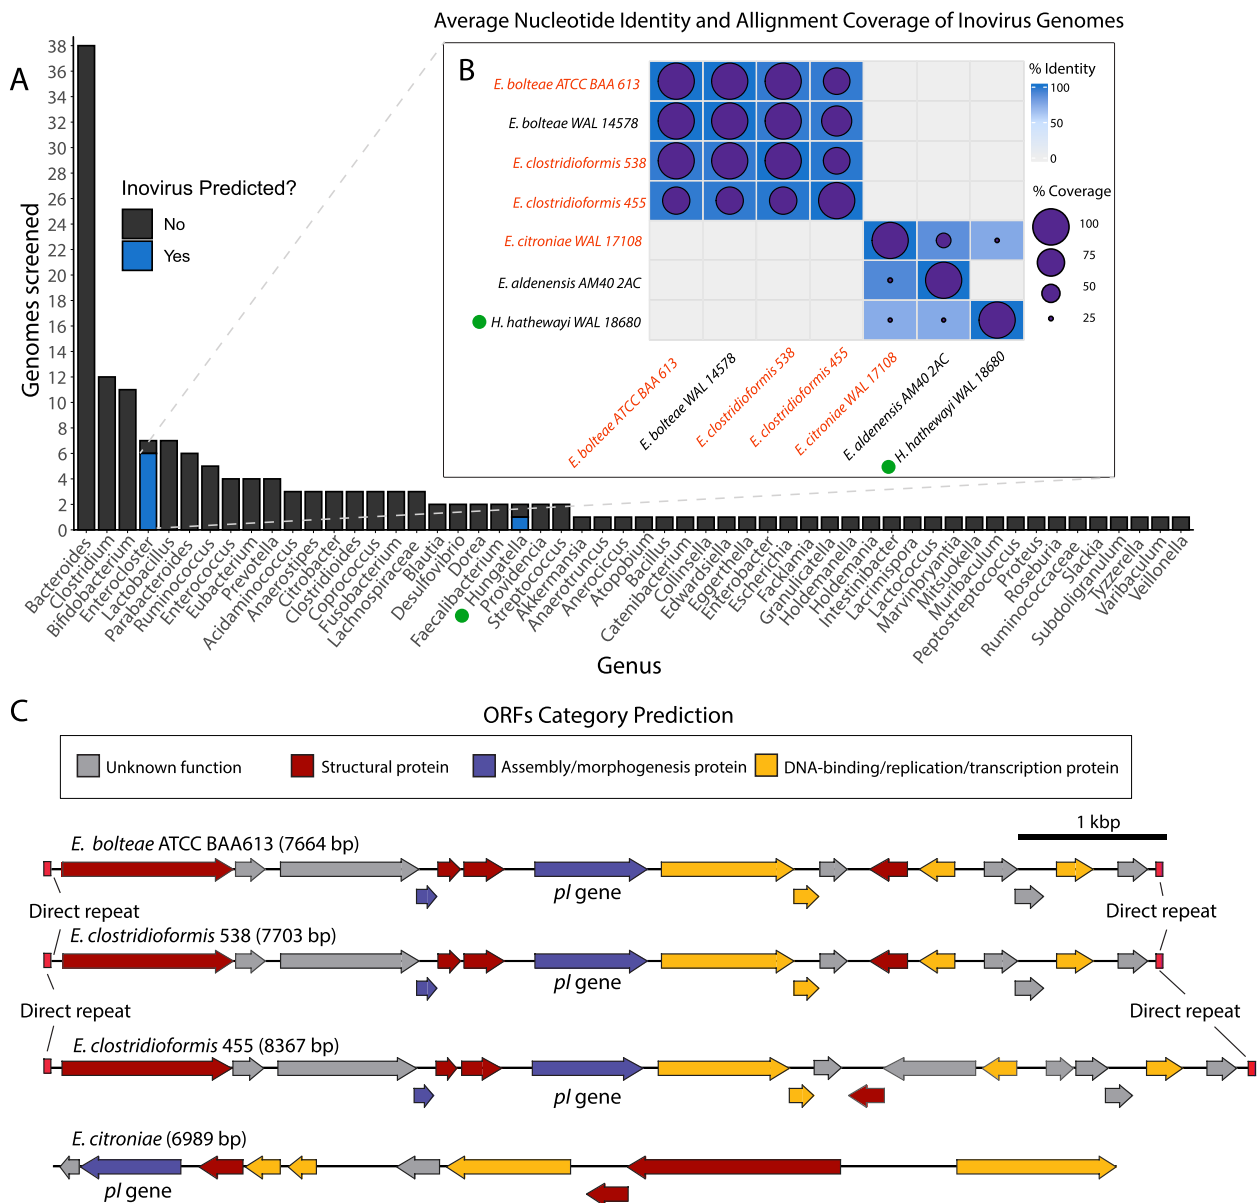 Average Nucleotide Identity and Allignment Coverage of Inovirus Genomes
A
Genomes screened
38
36
34
32
30
28
26
24
22
20
18
16
14
12
10
8
6
4
2
0
Inovirus Predicted?
No
Yes
B
E. bolteae ATCC BAA 613
E. bolteae WAL 14578
E. clostridioformis 538
E. clostridioformis 455
E. citroniae WAL 17108
E. aldenensis AM40 2AC
H. hathewayi WAL 18680
E. bolteae ATCC BAA 613
E. bolteae WAL 14578
E. clostridioformis 538
E. clostridioformis 455
E. citroniae WAL 17108
E. aldenensis AM40 2AC
H. hathewayi WAL 18680
% Identity
100
50
0
% Coverage
100
75
50
25
Bacteroides
Clostridium
Bifidobacterium
Enterocloster
Lactobacillus
Parabacteroides
Ruminococcus
Enterococcus
Eubacterium
Prevotella
Acidaminococcus
Anaerostipes
Citrobacter
Clostridioides
Coprococcus
Fusobacterium
Lachnospiraceae
Blautia
Desulfovibrio
Dorea
Faecalibacterium
Hungatella
Providencia
Streptococcus
Akkermansia
Anaerotruncus
Anerococcus
Atopobium
Bacillus
Catenibacterium
Collinsella
Edwardsiella
Eggerthella
Enterobacter
Escherichia
Facklamia
Granulicatella
Holdemanella
Holdemania
Intestinibacter
Lacrimispora
Lactococcus
Marvinbryantia
Mitsuokella
Muribaculum
Peptostreptococcus
Proteus
Roseburia
Ruminococcaceae
Slackia
Subdoligranulum
Tyzzerella
Varibaculum
Veillonella
Genus
C
ORFs Category Prediction
Unknown function
Structural protein
Assembly/morphogenesis protein
DNA-binding/replication/transcription protein
1 kbp
E. bolteae ATCC BAA613 (7664 bp)
pI gene
Direct repeat
Direct repeat
E. clostridioformis 538 (7703 bp)
pI gene
Direct repeat
Direct repeat
E. clostridioformis 455 (8367 bp)
pI gene
E. citroniae (6989 bp)
pI gene